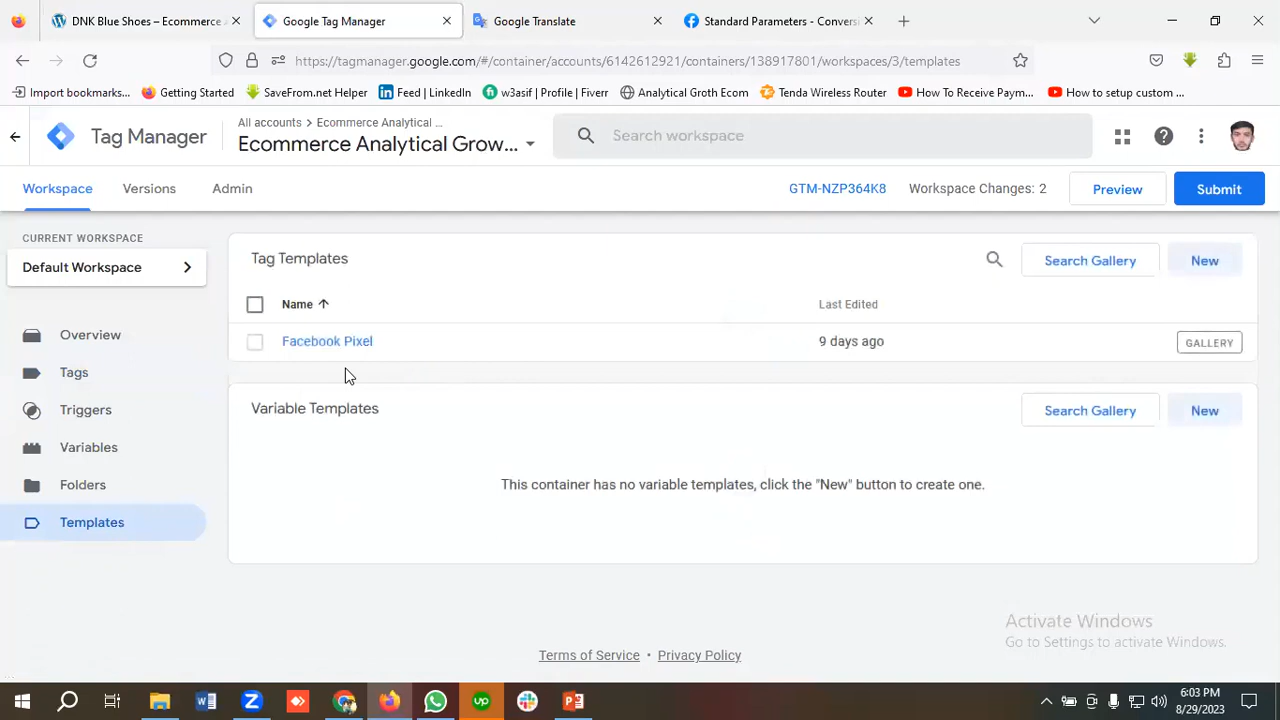 DNK Blue Shoes – Ecommerce A
Google Tag Manager
Google Translate
Standard Parameters - Conversi
https://tagmanager.google.com/#/container/accounts/6142612921/containers/138917801/workspaces/3/templates
Import bookmarks...
Getting Started
SaveFrom.net Helper
Feed | LinkedIn
w3asif | Profile | Fiverr
Analytical Groth Ecom
Tenda Wireless Router
How To Receive Paym...
How to setup custom ...
Tag Manager
All accounts > Ecommerce Analytical ...
Ecommerce Analytical Grow...
Search workspace
Workspace
Versions
Admin
GTM-NZP364K8
Workspace Changes: 2
Preview
Submit
CURRENT WORKSPACE
Default Workspace
Overview
Tags
Triggers
Variables
Folders
Templates
Tag Templates
Search Gallery
New
Name
Last Edited
Facebook Pixel
9 days ago
GALLERY
Variable Templates
Search Gallery
New
This container has no variable templates, click the "New" button to create one.
Activate Windows
Go to Settings to activate Windows.
Terms of Service • Privacy Policy
6:03 PM
8/29/2023